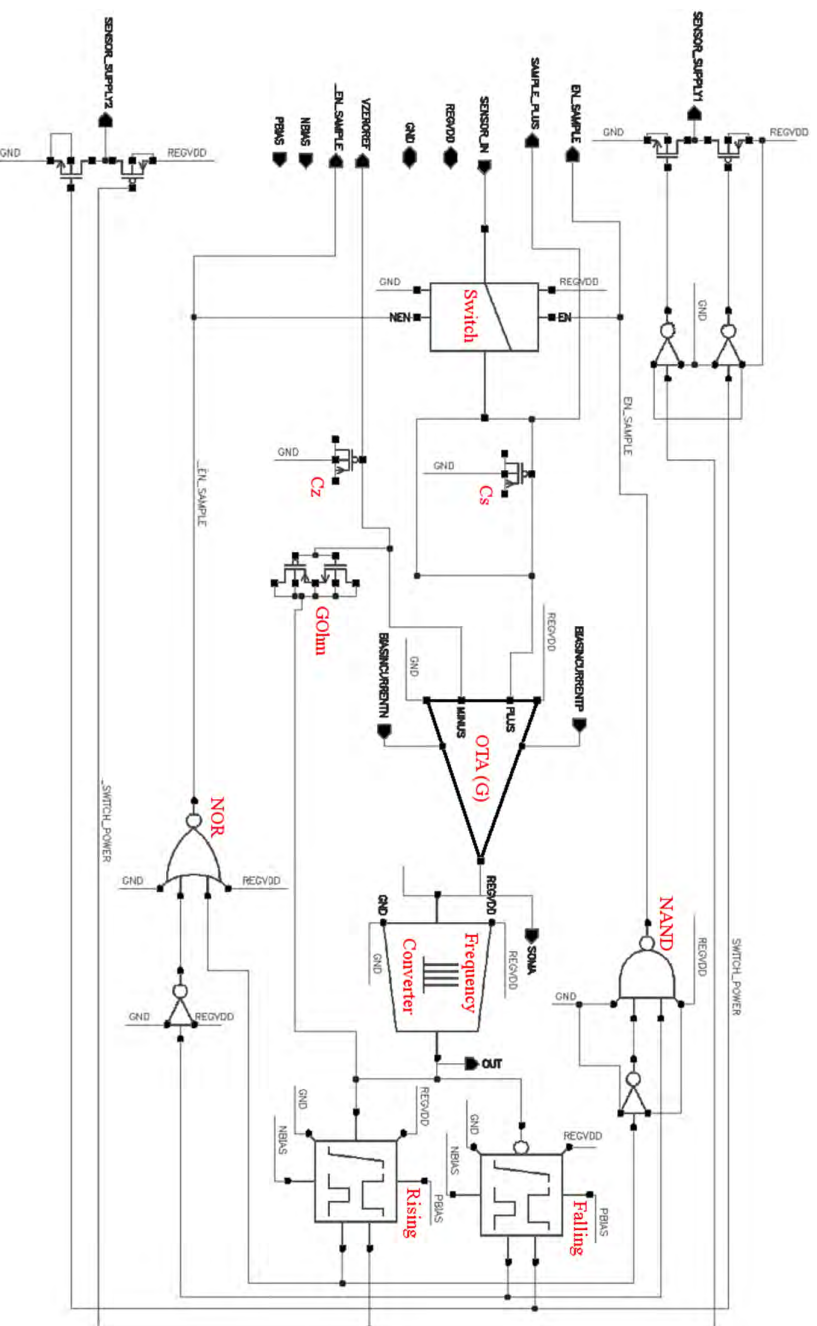 SENSOR_SUPPLY2
SENSOR_SUPPLY1
GND
REGVDD
GND
REGVDD
PBIAS
NBIAS
_EN_SAMPLE
VZEROREF
GND
REGVDD
SENSOR_IN
SAMPLE_PLUS
EN_SAMPLE
GND
GND
REGVDD
Switch
NEN
EN
EN_SAMPLE
_EN_SAMPLE
GND
Cz
GND
Cs
GOhm
BIASINCURRENTN
GND
REGVDD
BIASINCURRENTP
MINUS
PLUS
OTA (G)
_SWITCH_POWER
NOR
GND
REGVDD
REGVDD
GND
SOMA
GND
REGVDD
Frequency
Converter
NAND
REGVDD
GND
SWITCH_POWER
GND
REGVDD
OUT
GND
REGVDD
NBIAS
PBIAS
Rising
GND
REGVDD
NBIAS
PBIAS
Falling